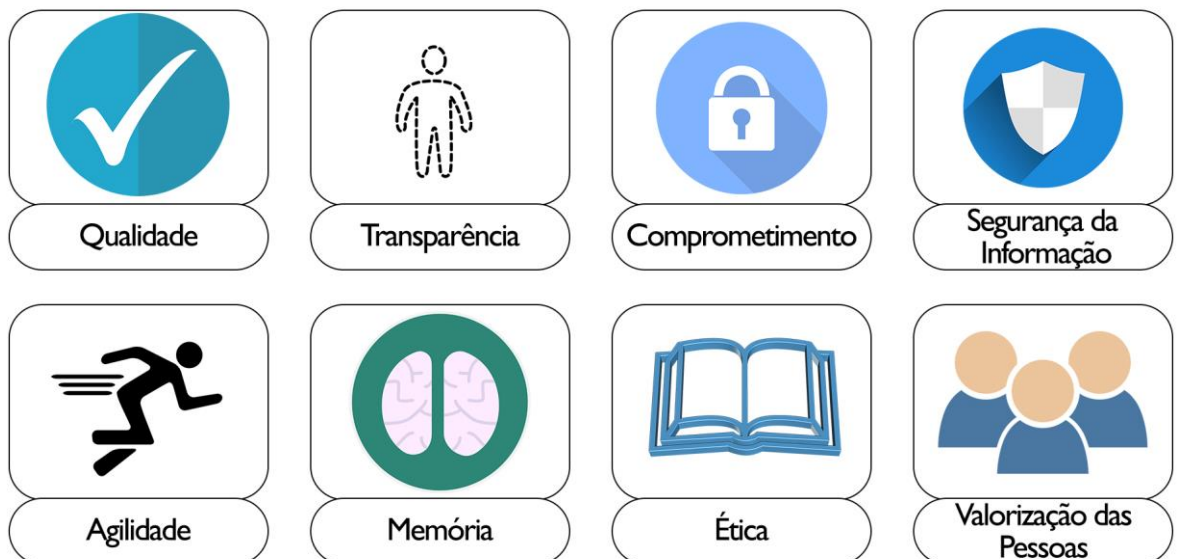 Qualidade
Transparência
Comprometimento
Segurança da
Informação
Agilidade
Memória
Ética
Valorização das
Pessoas